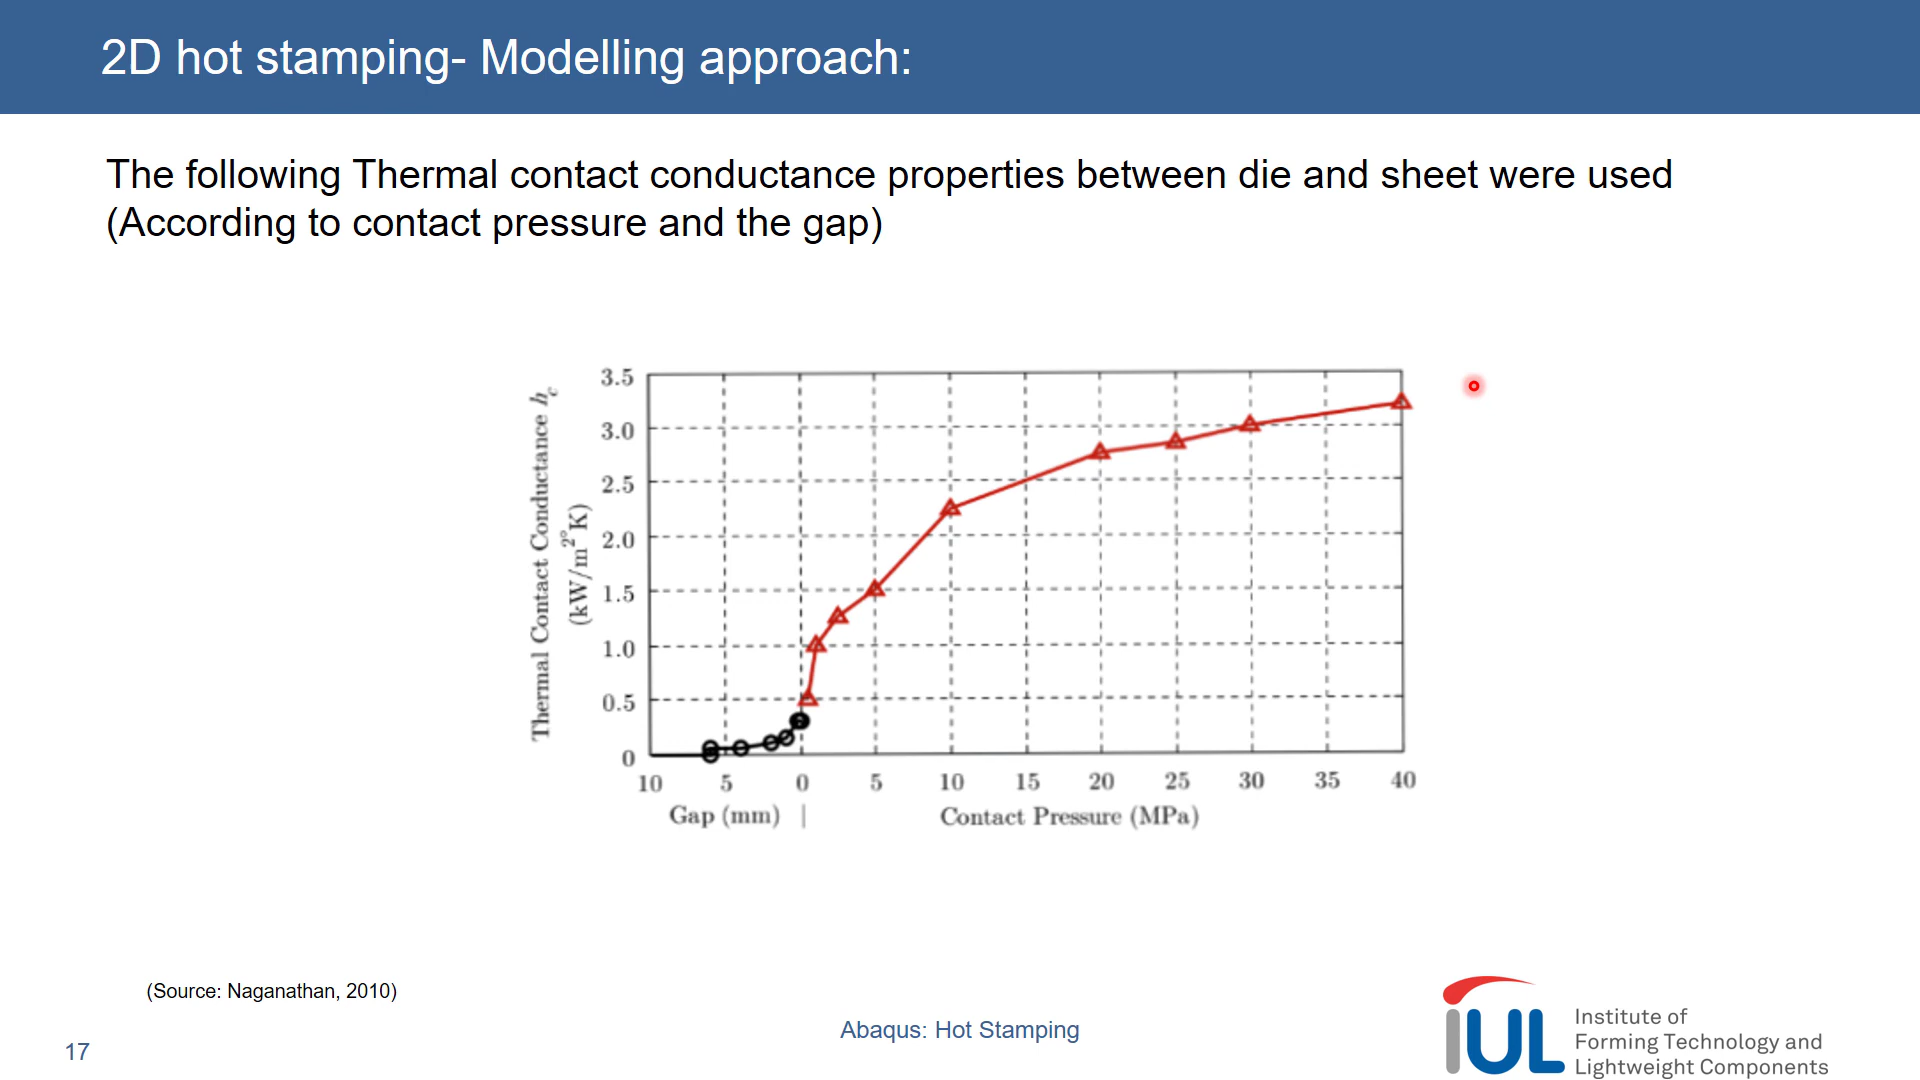 2D hot stamping- Modelling approach:
The following Thermal contact conductance properties between die and sheet were used
(According to contact pressure and the gap)
Thermal Contact Conductance h_c
(kW/m²°K)
3.5
3.0
2.5
2.0
1.5
1.0
0.5
0
10 5 0 5 10 15 20 25 30 35 40
Gap (mm) | Contact Pressure (MPa)
(Source: Naganathan, 2010)
Abaqus: Hot Stamping
17
iUL
Institute of
Forming Technology and
Lightweight Components